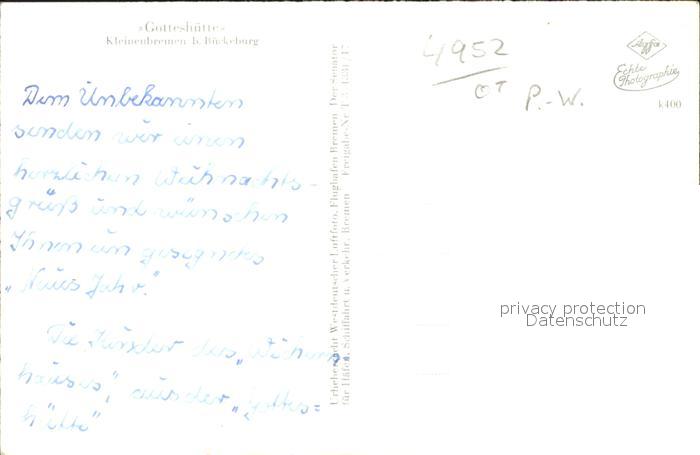 »Gotteshütte«
Kleinenbremen b. Bückeburg
Dem Unbekannten
senden wir einen
herzlichen Weihnachts-
gruß und wünschen
Ihnen ein gesegnetes
„Neues Jahr."
Die Kinder des „
hauses", aus der „Gottes=
hütte"
Urheberrecht Westdeutscher Luftfoto, Flughafen Bremen Der Senator
für Häfen, Schiffahrt u. Verkehr, Bremen Freigabe-Nr.
4952
OT
P.-W.
Agfa
Echte
Photographie
k400
privacy protection
Datenschutz